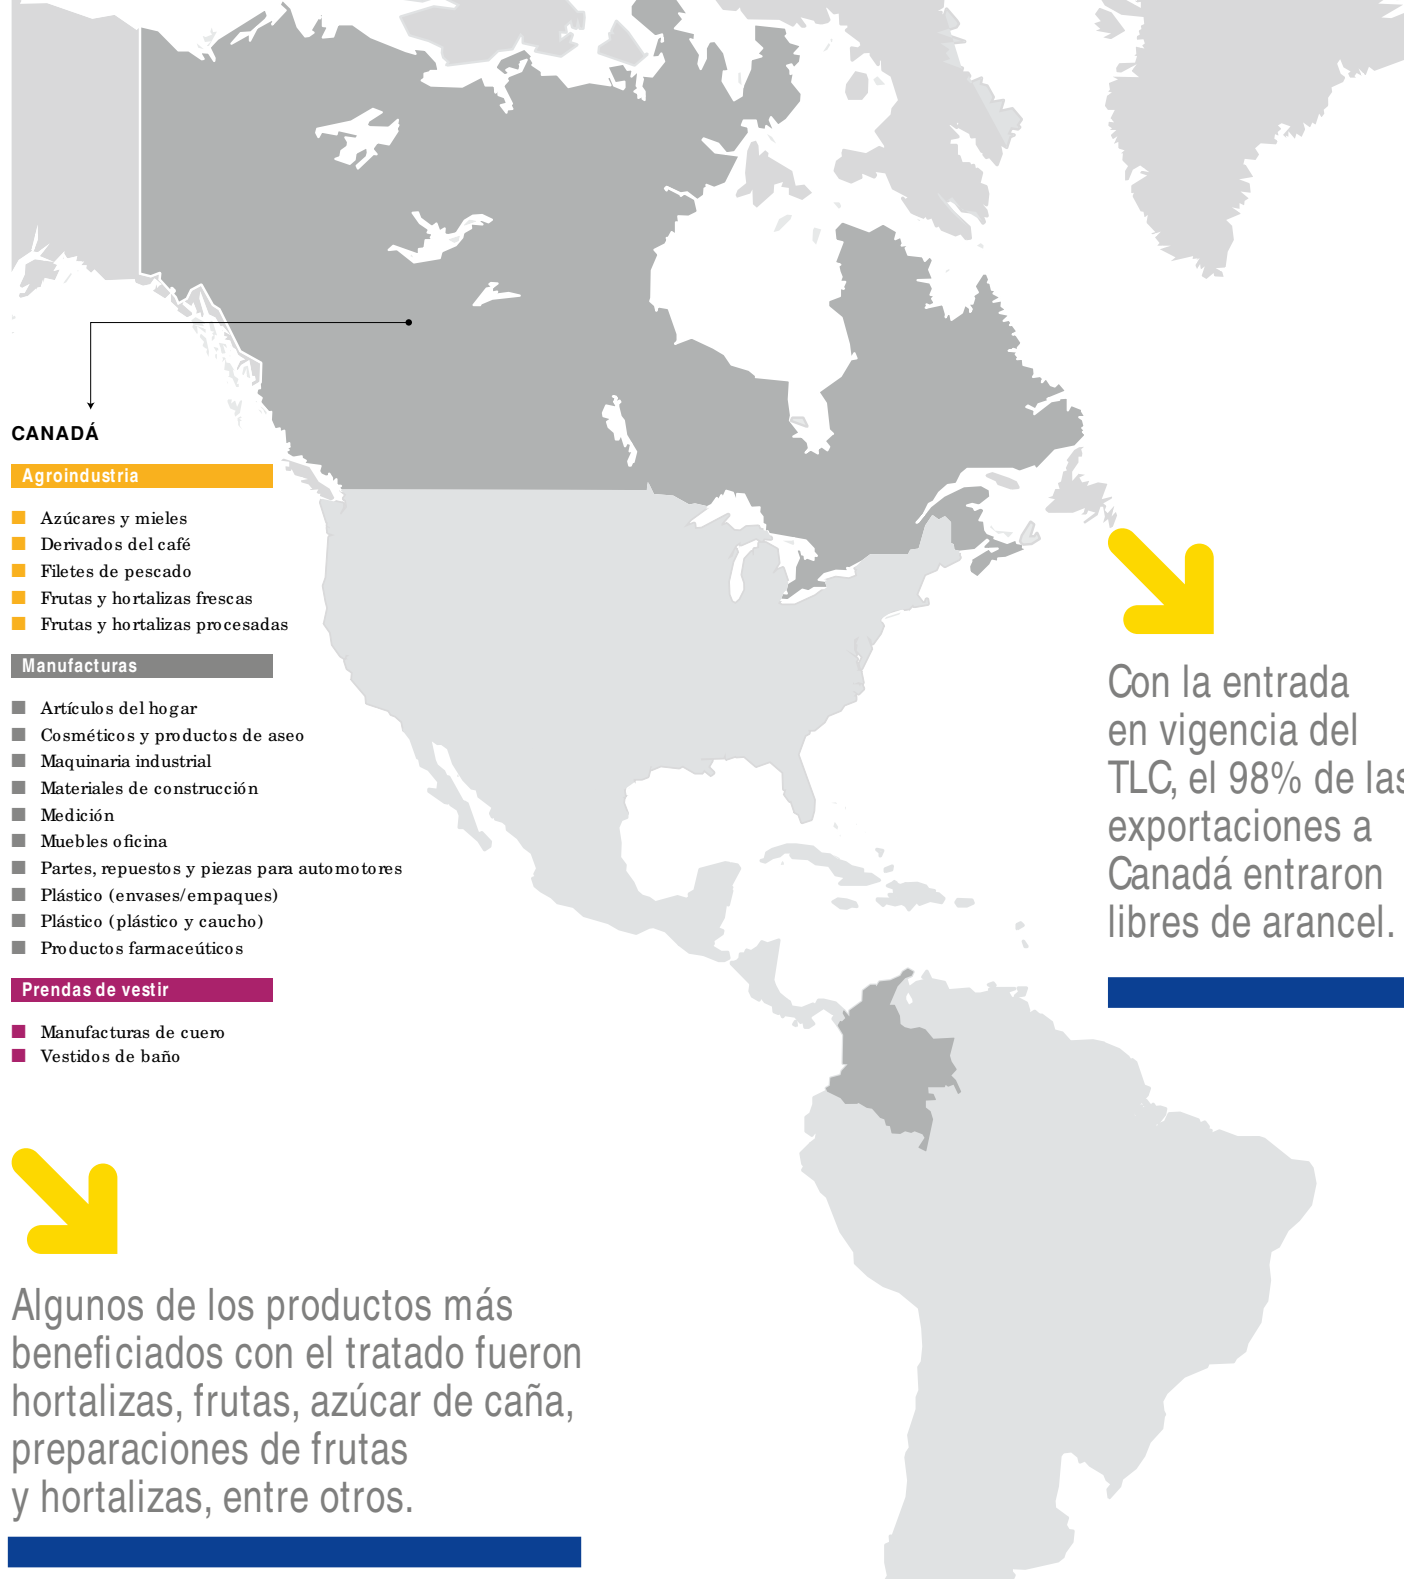 CANADÁ
Agroindustria
Azúcares y mieles
Derivados del café
Filetes de pescado
Frutas y hortalizas frescas
Frutas y hortalizas procesadas
Manufacturas
Artículos del hogar
Cosméticos y productos de aseo
Maquinaria industrial
Materiales de construcción
Medición
Muebles oficina
Partes, repuestos y piezas para automotores
Plástico (envases/empaques)
Plástico (plástico y caucho)
Productos farmaceúticos
Prendas de vestir
Manufacturas de cuero
Vestidos de baño
Con la entrada
en vigencia del
TLC, el 98% de las
exportaciones a
Canadá entraron
libres de arancel.
Algunos de los productos más
beneficiados con el tratado fueron
hortalizas, frutas, azúcar de caña,
preparaciones de frutas
y hortalizas, entre otros.